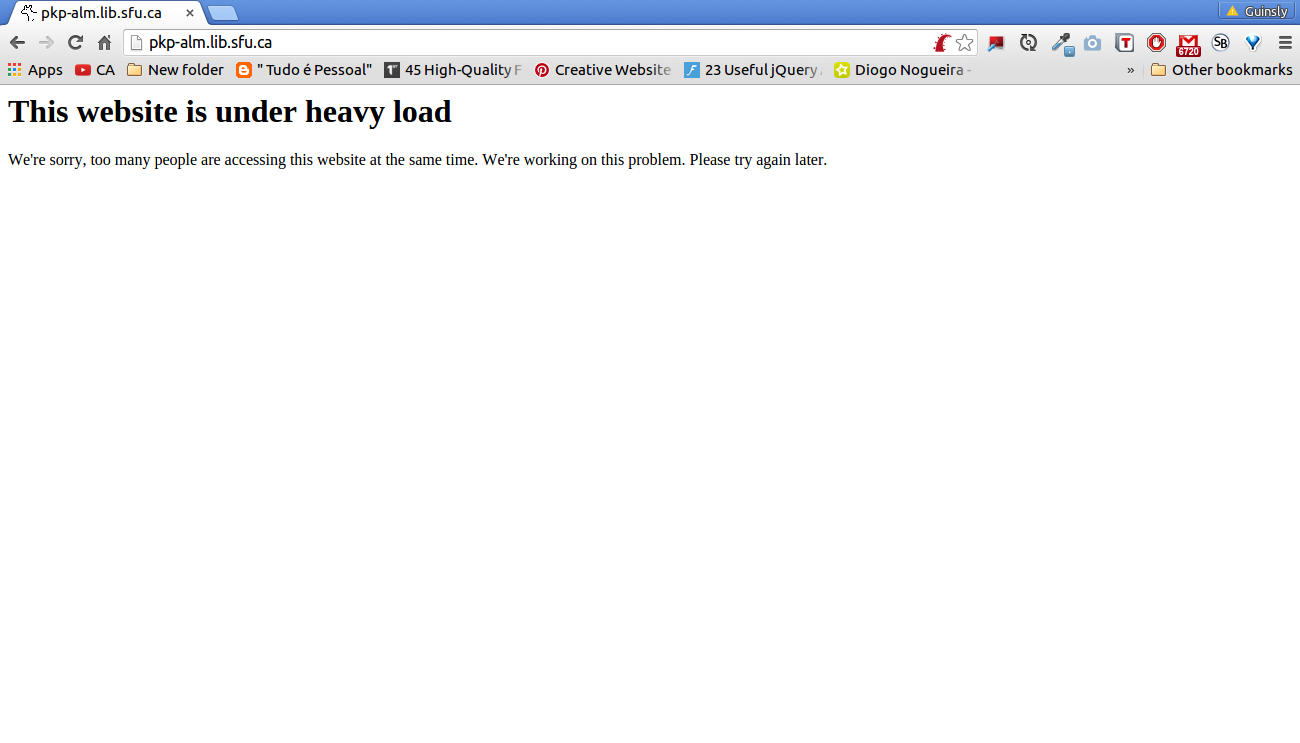 pkp-alm.lib.sfu.ca
Guinsly
pkp-alm.lib.sfu.ca
T
6720
SB
Apps CA New folder " Tudo é Pessoal" 45 High-Quality F Creative Website 23 Useful jQuery Diogo Nogueira - » Other bookmarks
This website is under heavy load
We're sorry, too many people are accessing this website at the same time. We're working on this problem. Please try again later.